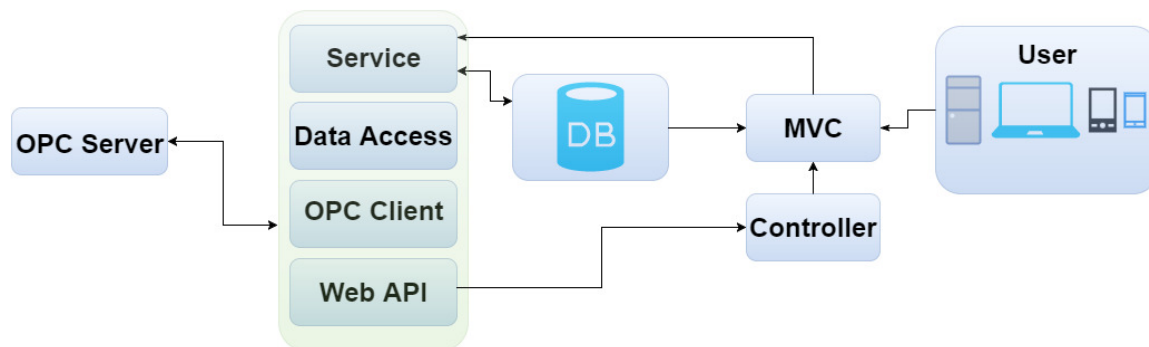 OPC Server
Service
Data Access
OPC Client
Web API
DB
MVC
Controller
User